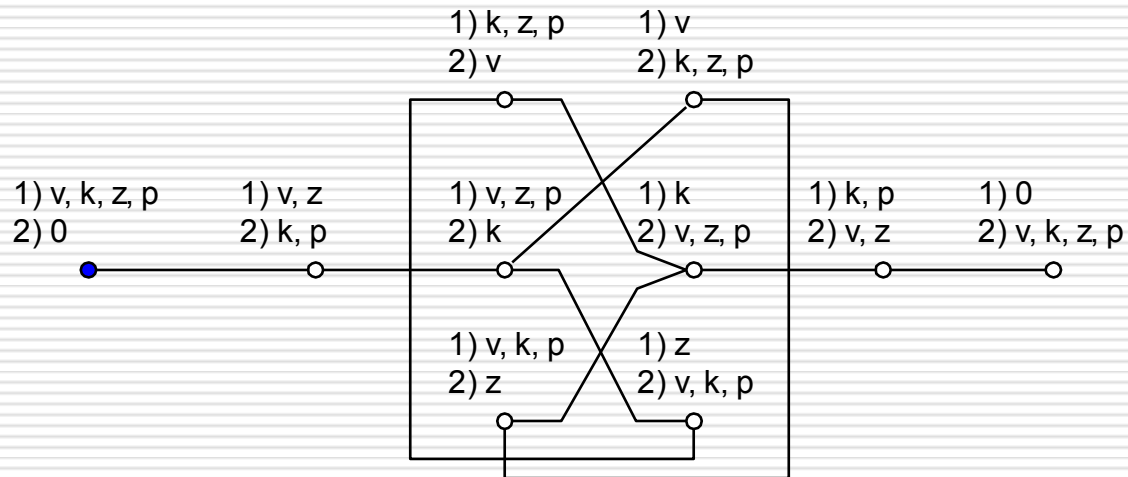 1) k, z, p
2) v
1) v
2) k, z, p
1) v, k, z, p
2) 0
1) v, z
2) k, p
1) v, z, p
2) k
1) k
2) v, z, p
1) k, p
2) v, z
1) 0
2) v, k, z, p
1) v, k, p
2) z
1) z
2) v, k, p